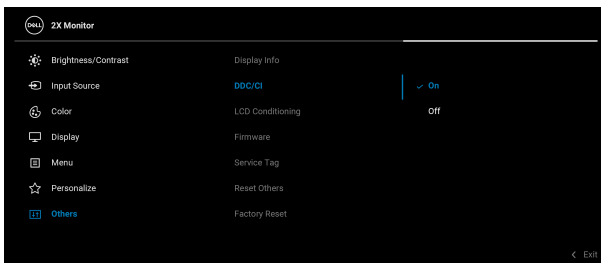 DELL 2X Monitor
Brightness/Contrast Display Info
Input Source DDC/CI ✓ On
Color LCD Conditioning Off
Display Firmware
Menu Service Tag
Personalize Reset Others
Others Factory Reset
< Exit